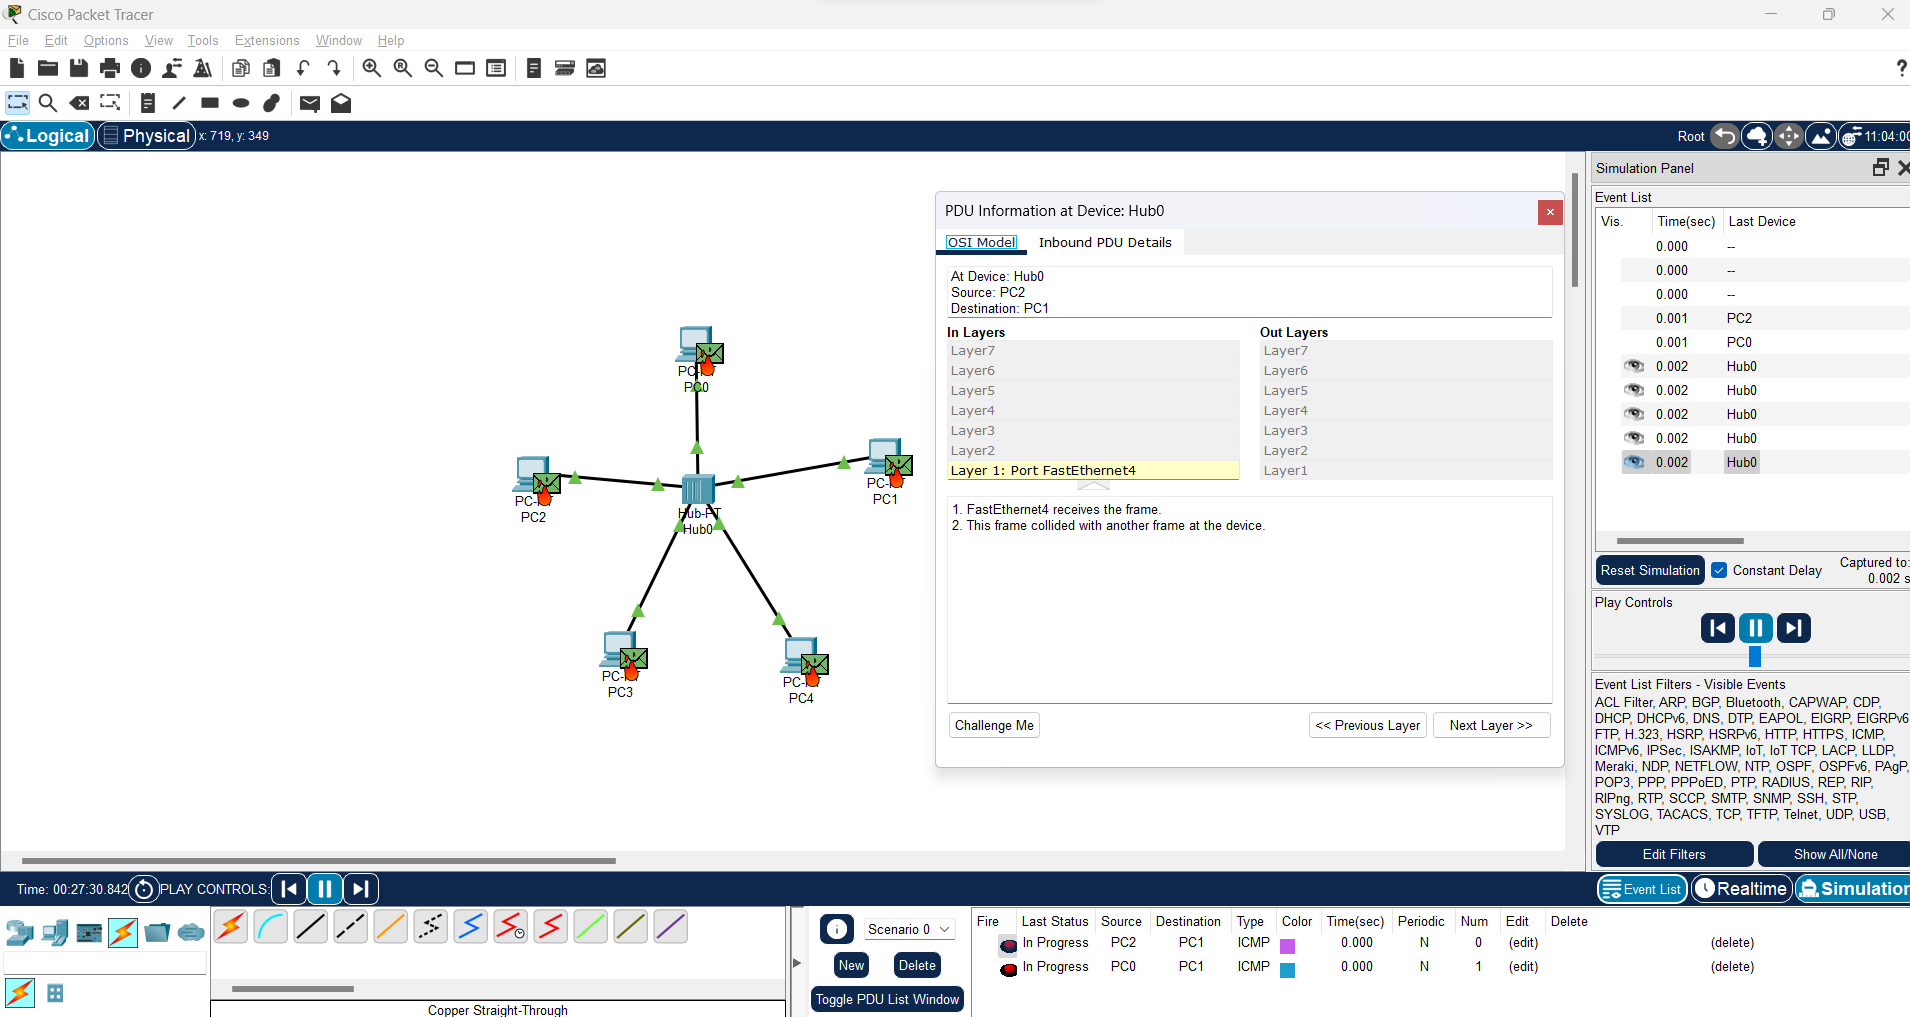 Cisco Packet Tracer
File Edit Options View Tools Extensions Window Help
?
Logical Physical x: 719, y: 349
Root 11:04:00
Simulation Panel
Event List
Vis. Time(sec) Last Device
0.000 --
0.000 --
0.000 --
0.001 PC2
0.001 PC0
0.002 Hub0
0.002 Hub0
0.002 Hub0
0.002 Hub0
0.002 Hub0
Reset Simulation Constant Delay Captured to:
0.002 s
Play Controls
Event List Filters - Visible Events
ACL Filter, ARP, BGP, Bluetooth, CAPWAP, CDP,
DHCP, DHCPv6, DNS, DTP, EAPOL, EIGRP, EIGRPv6
FTP, H.323, HSRP, HSRPv6, HTTP, HTTPS, ICMP,
ICMPv6, IPSec, ISAKMP, IoT, IoT TCP, LACP, LLDP,
Meraki, NDP, NETFLOW, NTP, OSPF, OSPFv6, PAgP,
POP3, PPP, PPPoED, PTP, RADIUS, REP, RIP,
RIPng, RTP, SCCP, SMTP, SNMP, SSH, STP,
SYSLOG, TACACS, TCP, TFTP, Telnet, UDP, USB,
VTP
Edit Filters Show All/None
PC0
PC-
PC1
PC-
PC2
Hub-PT
Hub0
PC-
PC3
PC-
PC4
PDU Information at Device: Hub0
OSI Model Inbound PDU Details
At Device: Hub0
Source: PC2
Destination: PC1
In Layers Out Layers
Layer7 Layer7
Layer6 Layer6
Layer5 Layer5
Layer4 Layer4
Layer3 Layer3
Layer2 Layer2
Layer 1: Port FastEthernet4 Layer1
1. FastEthernet4 receives the frame.
2. This frame collided with another frame at the device.
Challenge Me << Previous Layer Next Layer >>
Time: 00:27:30.842 PLAY CONTROLS:
Event List Realtime Simulation
Scenario 0
New Delete
Toggle PDU List Window
Copper Straight-Through
Fire Last Status Source Destination Type Color Time(sec) Periodic Num Edit Delete
In Progress PC2 PC1 ICMP 0.000 N 0 (edit) (delete)
In Progress PC0 PC1 ICMP 0.000 N 1 (edit) (delete)